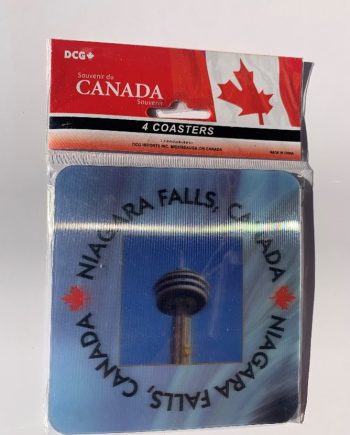 DCG
Souvenir du
CANADA
Souvenir
4 COASTERS
DCG IMPORTS INC. MISSISSAUGA, ON CANADA
MADE IN CHINA
NIAGARA FALLS, CANADA
NIAGARA FALLS, CANADA